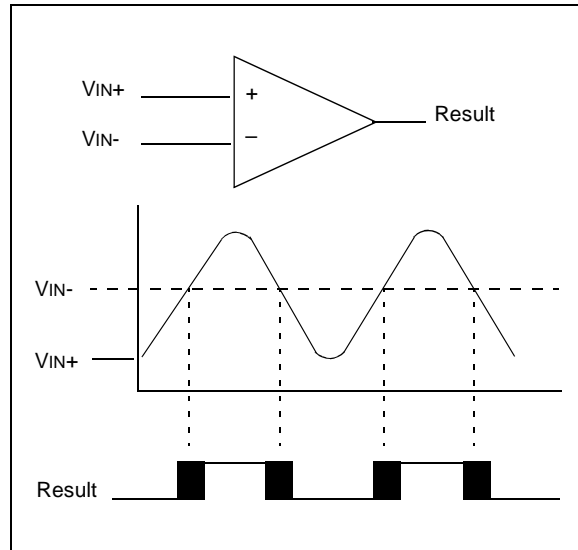 VIN+
+
Result
VIN-
–
VIN-
VIN+
Result